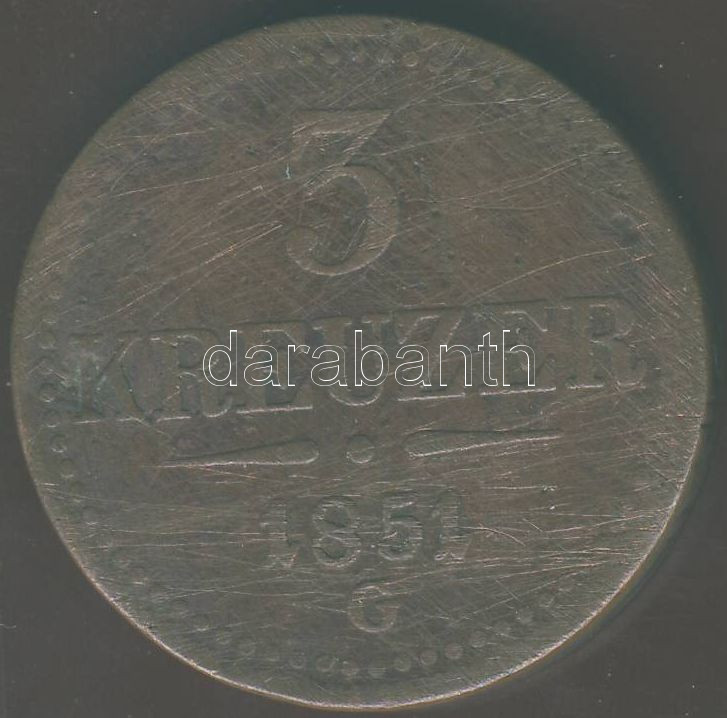 3
KREUZER
darabanth
1851
G